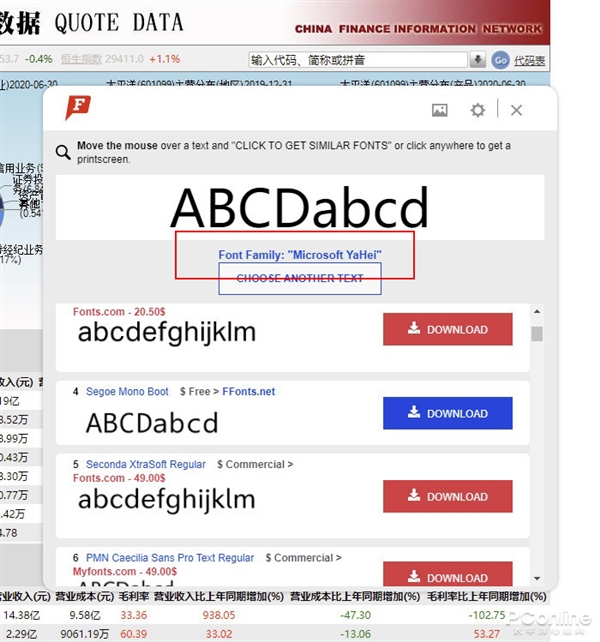 数据 QUOTE DATA
CHINA FINANCE INFORMATION NETWORK
53.7 -0.4% 恒生指数 29411.0 +1.1%
输入代码、简称或拼音
Go 代码表
业)2020-06-30
太平洋(601099)主营分布(地区)2019-12-31
太平洋(601099)主营分布(产品)2020-06-30
F
Move the mouse over a text and "CLICK TO GET SIMILAR FONTS" or click anywhere to get a
printscreen.
信用业务(9
证券投
(0.54
券经纪业务
17%)
ABCDabcd
Font Family: "Microsoft YaHei"
CHOOSE ANOTHER TEXT
Fonts.com - 20.50$
abcdefghijklm
DOWNLOAD
4 Segoe Mono Boot $ Free > FFonts.net
ABCDabcd
DOWNLOAD
5 Seconda XtraSoft Regular $ Commercial >
Fonts.com - 49.00$
abcdefghijklm
DOWNLOAD
6 PMN Caecilia Sans Pro Text Regular $ Commercial >
Myfonts.com - 49.00$
ABCDabcd
DOWNLOAD
收入(元)
19亿
8.52万
8.99万
0.43万
8.30万
0.77万
.42万
4.78
营业收入(元) 营业成本(元) 毛利率 营业收入比上年同期增加(%) 营业成本比上年同期增加(%) 毛利率比上年同期增加(%)
14.38亿 9.58亿 33.36 938.05 -47.30 -102.75
2.29亿 9061.19万 60.39 33.02 -13.06 53.27
PConline
太平洋电脑网